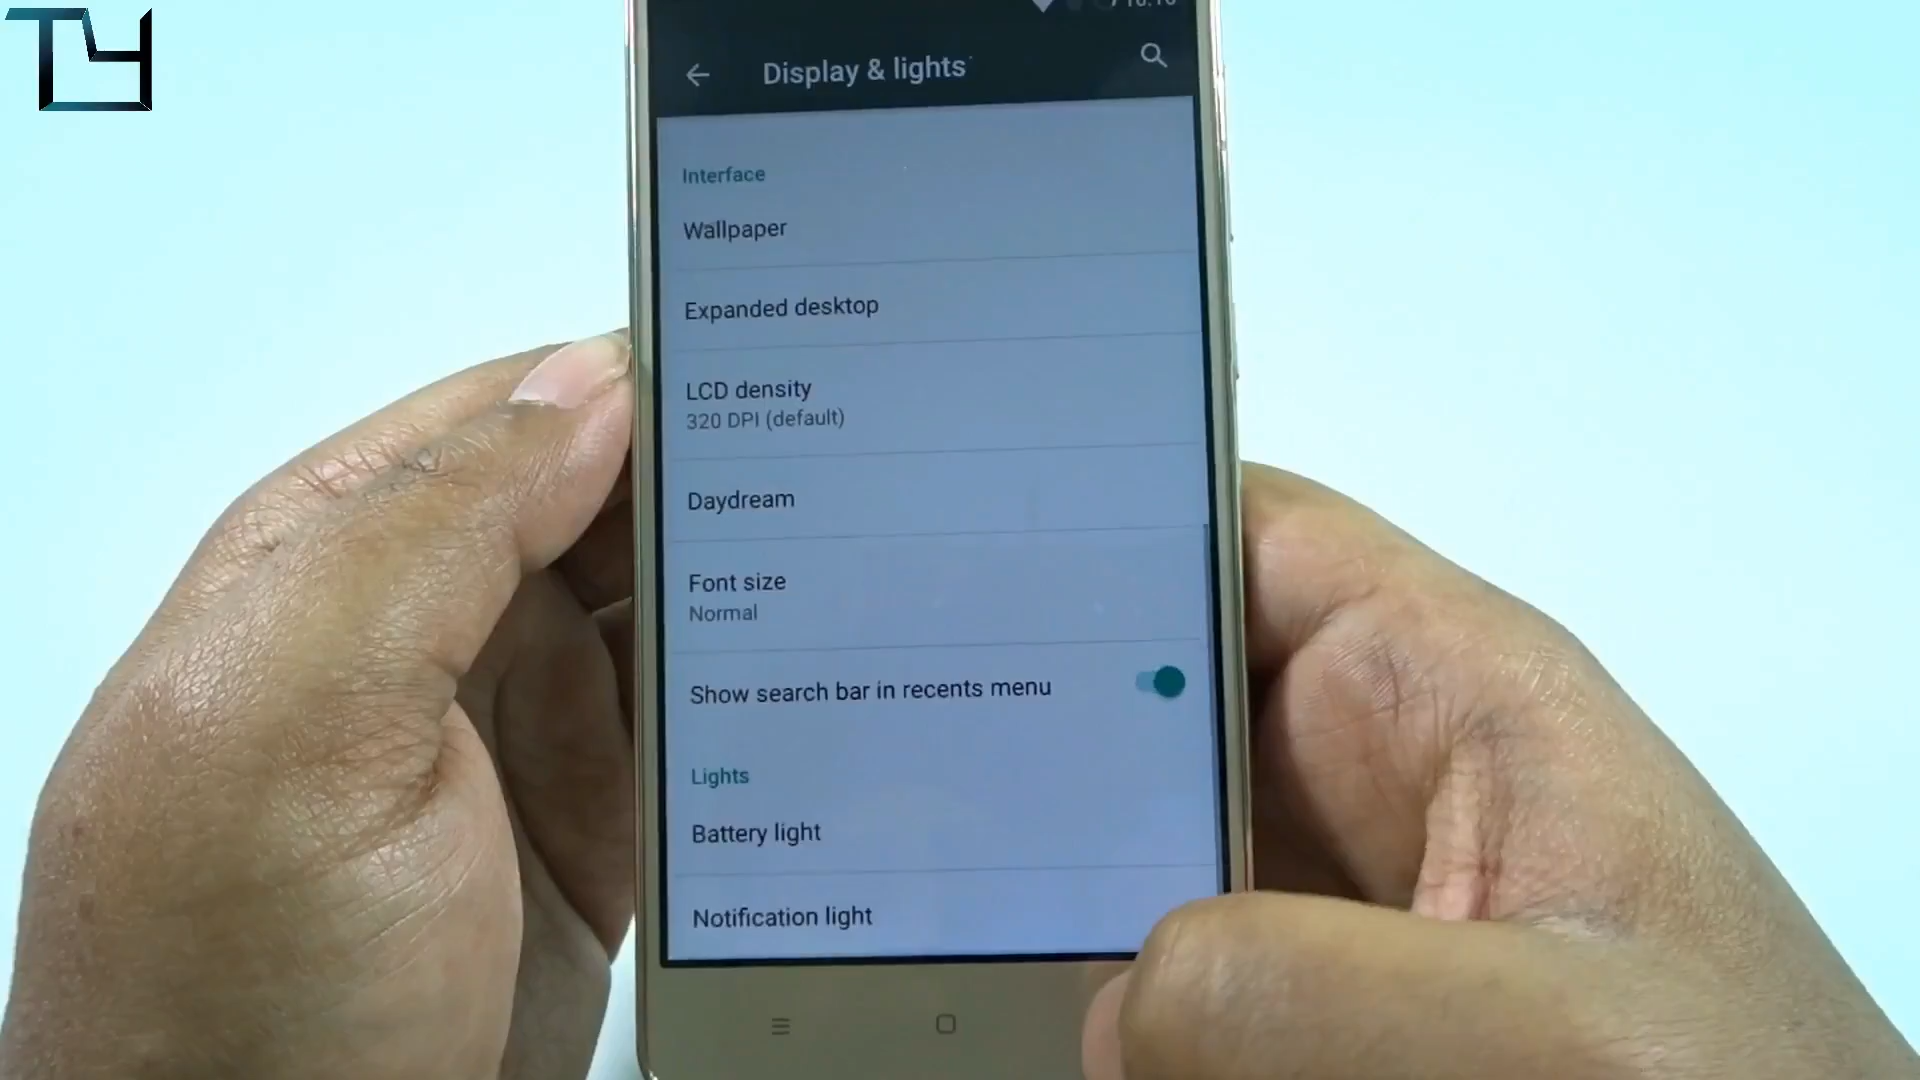 TY
Display & lights
Interface
Wallpaper
Expanded desktop
LCD density
320 DPI (default)
Daydream
Font size
Normal
Show search bar in recents menu
Lights
Battery light
Notification light